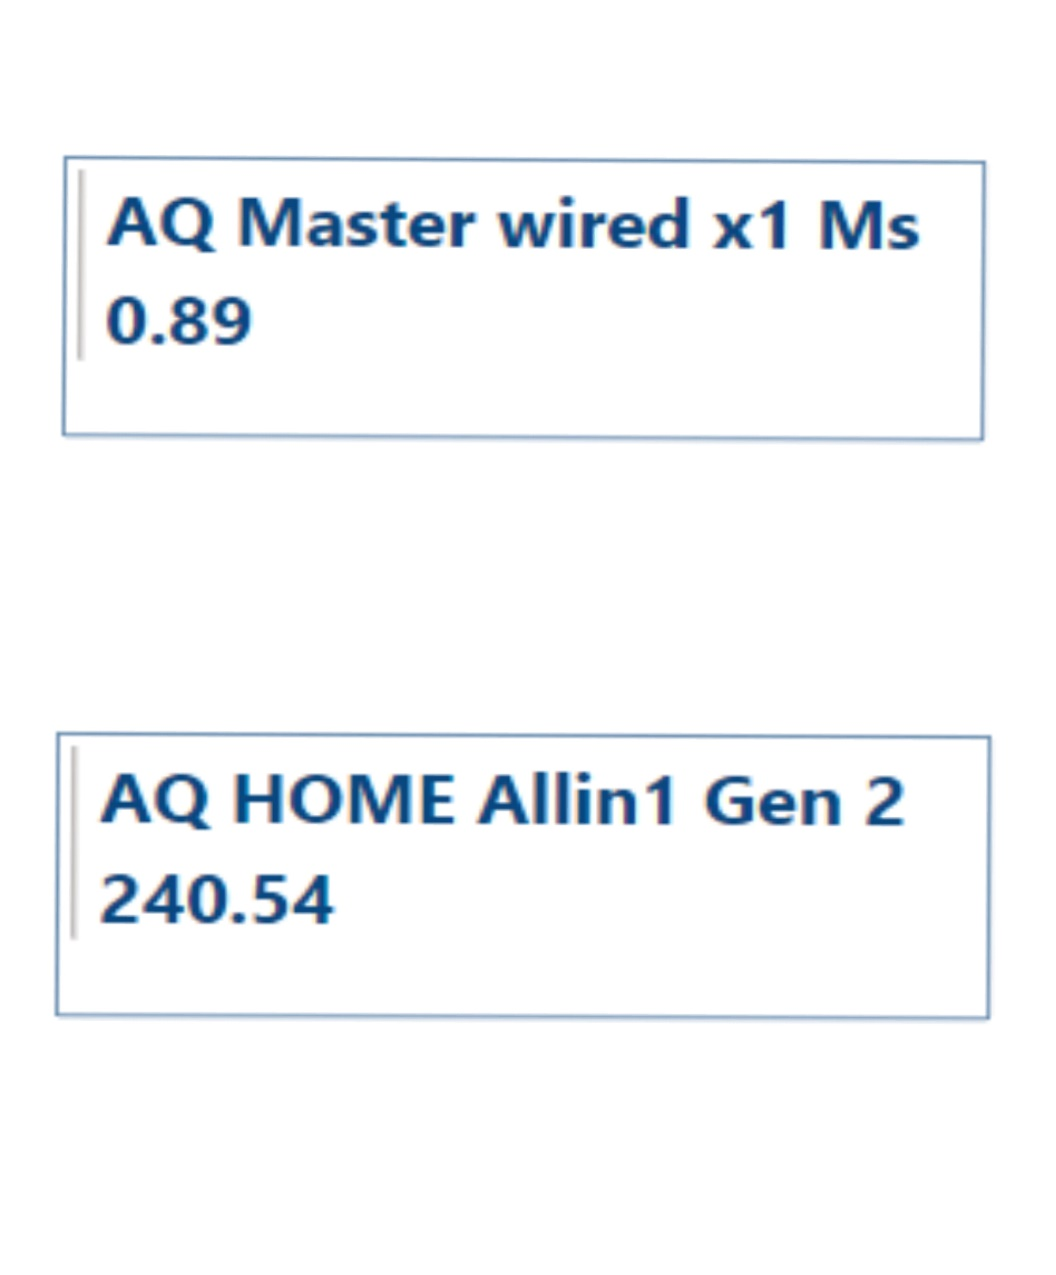 AQ Master wired x1 Ms
0.89
AQ HOME Allin1 Gen 2
240.54